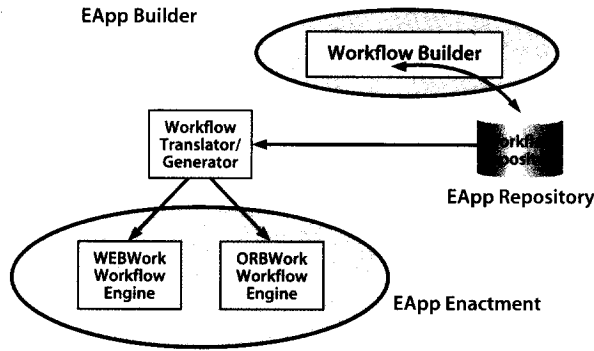 EApp Builder
Workflow Builder
Workflow
Translator/
Generator
EApp Repository
WEBWork
Workflow
Engine
ORBWork
Workflow
Engine
EApp Enactment